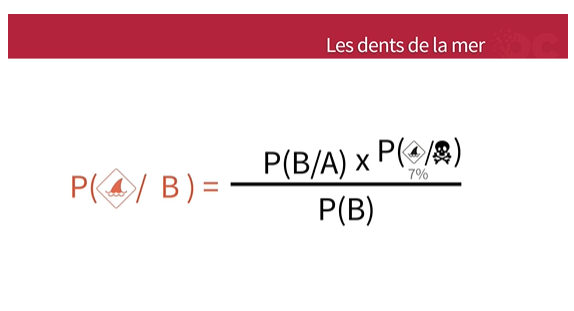 Les dents de la mer
P( / B ) = P(B/A) x P( / )
7%
P(B)